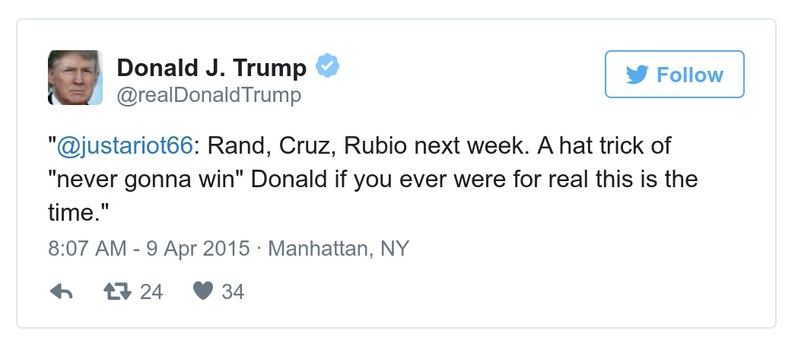 Donald J. Trump
@realDonaldTrump
Follow
"@justariot66: Rand, Cruz, Rubio next week. A hat trick of
"never gonna win" Donald if you ever were for real this is the
time."
8:07 AM - 9 Apr 2015 · Manhattan, NY
24 34